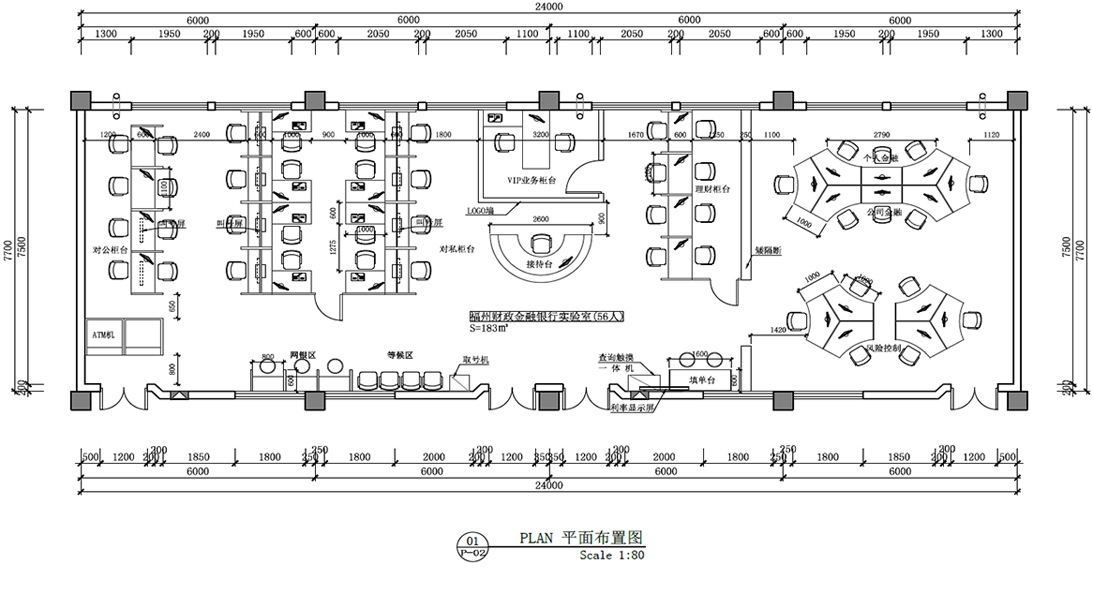 24000
6000 6000 6000 6000
1300 1950 200 1950 600 600 2050 200 2050 1100 1100 2050 200 2050 600 600 1950 200 1950 1300
1200 600 2400 600 1000 900 1000 600 1800 3200 1670 600 250 1100 2790 1120
个人金融
VIP业务柜台
理财柜台
1100
LOGO墙
公司金融
1000
600
叫号屏
叫号屏
1000
2600
900
7700
7500
对公柜台
对私柜台
1275
接待台
矮隔断
7500
7700
1000
1000
650
福州财政金融银行实验室(56人)
S=183㎡
ATM机
1420
风险控制
800
网银区
等候区
取号机
查询触摸
一体机
1600
800
600
填单台
600
利率显示屏
200
200
500 1200 200 200 1850 1800 250 250 1800 2000 200 200 1200 350 350 1200 200 200 2000 1800 250 250 1800 1850 200 200 1200 500
6000 6000 6000 6000
24000
01
P-02
PLAN 平面布置图
Scale 1:80